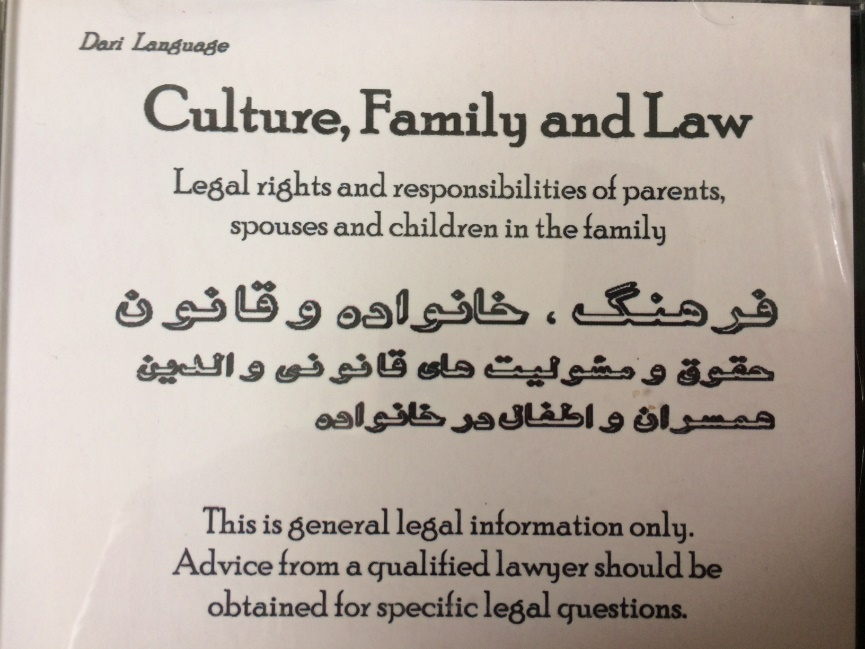 Dari Language
Culture, Family and Law
Legal rights and responsibilities of parents,
spouses and children in the family
فرهنگ ، خانواده و قانون
حقوق و مشولیت های قانونی و الدین
همسران و اطفال در خانواده
This is general legal information only.
Advice from a qualified lawyer should be
obtained for specific legal questions.